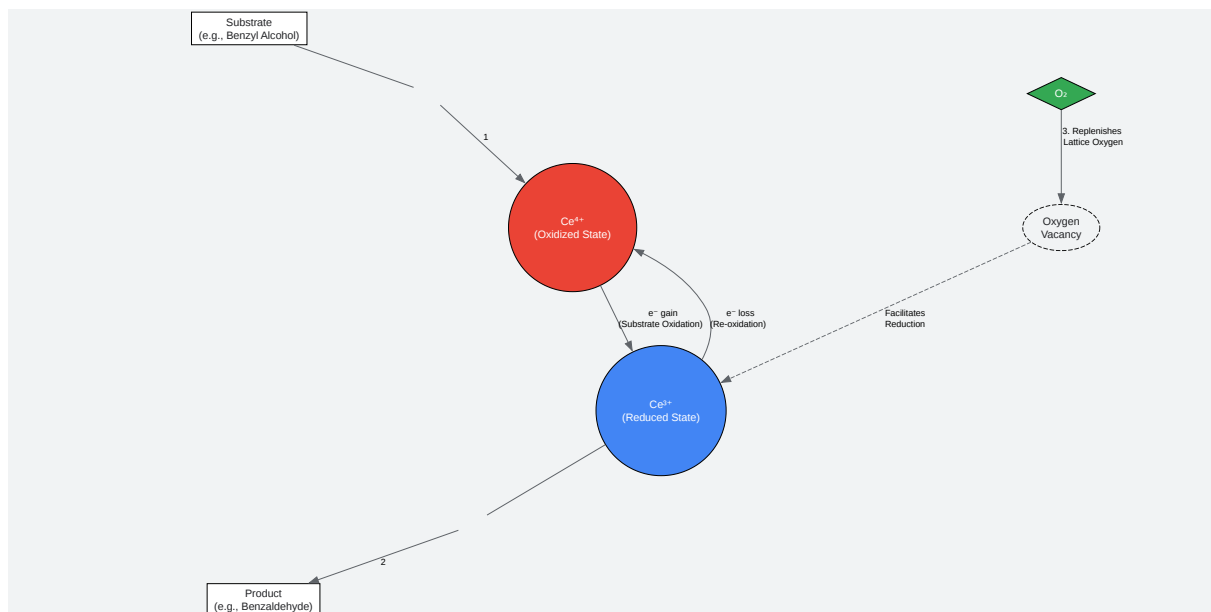 Substrate
(e.g., Benzyl Alcohol)
O₂
3. Replenishes
Lattice Oxygen
1
Ce⁴⁺
(Oxidized State)
Oxygen
Vacancy
e⁻ gain
(Substrate Oxidation)
e⁻ loss
(Re-oxidation)
Facilitates
Reduction
Ce³⁺
(Reduced State)
2
Product
(e.g., Benzaldehyde)